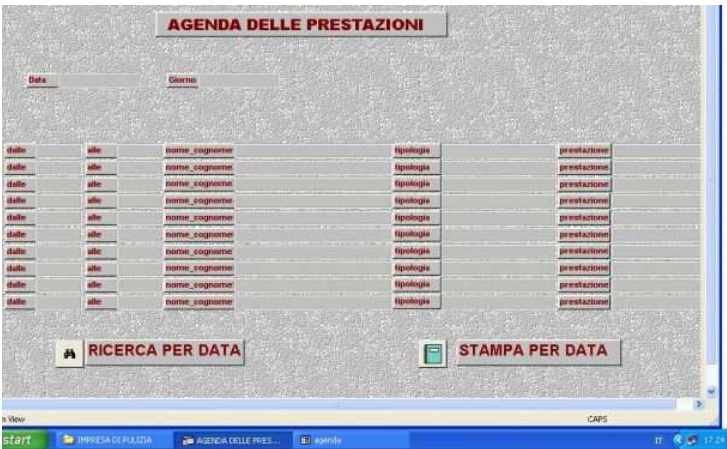 AGENDA DELLE PRESTAZIONI
Data Giorno
dalle alle nome_cognome tipologia prestazione
dalle alle nome_cognome tipologia prestazione
dalle alle nome_cognome tipologia prestazione
dalle alle nome_cognome tipologia prestazione
dalle alle nome_cognome tipologia prestazione
dalle alle nome_cognome tipologia prestazione
dalle alle nome_cognome tipologia prestazione
dalle alle nome_cognome tipologia prestazione
dalle alle nome_cognome tipologia prestazione
dalle alle nome_cognome tipologia prestazione
RICERCA PER DATA STAMPA PER DATA
View CAPS
start IMPRESA DI PULIZIA AGENDA DELLE PRES... agenda IT 17.24